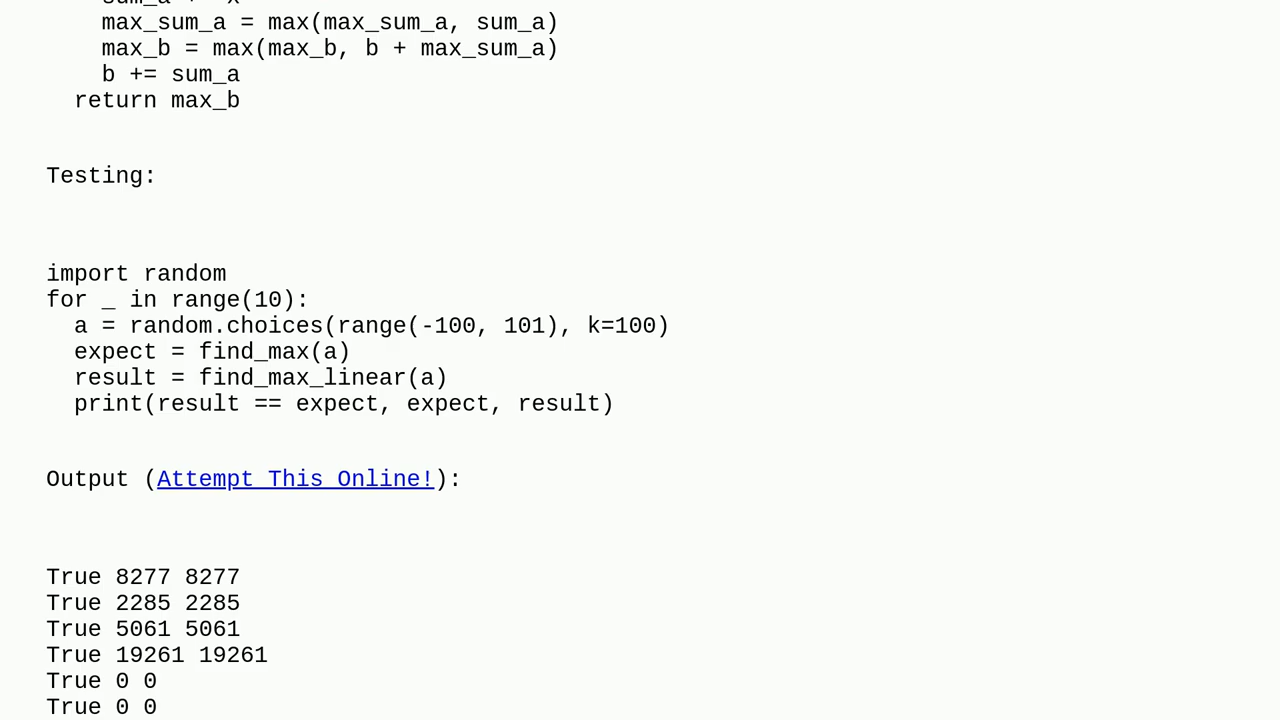 sum_a += x
max_sum_a = max(max_sum_a, sum_a)
max_b = max(max_b, b + max_sum_a)
b += sum_a
return max_b
Testing:
import random
for _ in range(10):
a = random.choices(range(-100, 101), k=100)
expect = find_max(a)
result = find_max_linear(a)
print(result == expect, expect, result)
Output (Attempt This Online!):
True 8277 8277
True 2285 2285
True 5061 5061
True 19261 19261
True 0 0
True 0 0